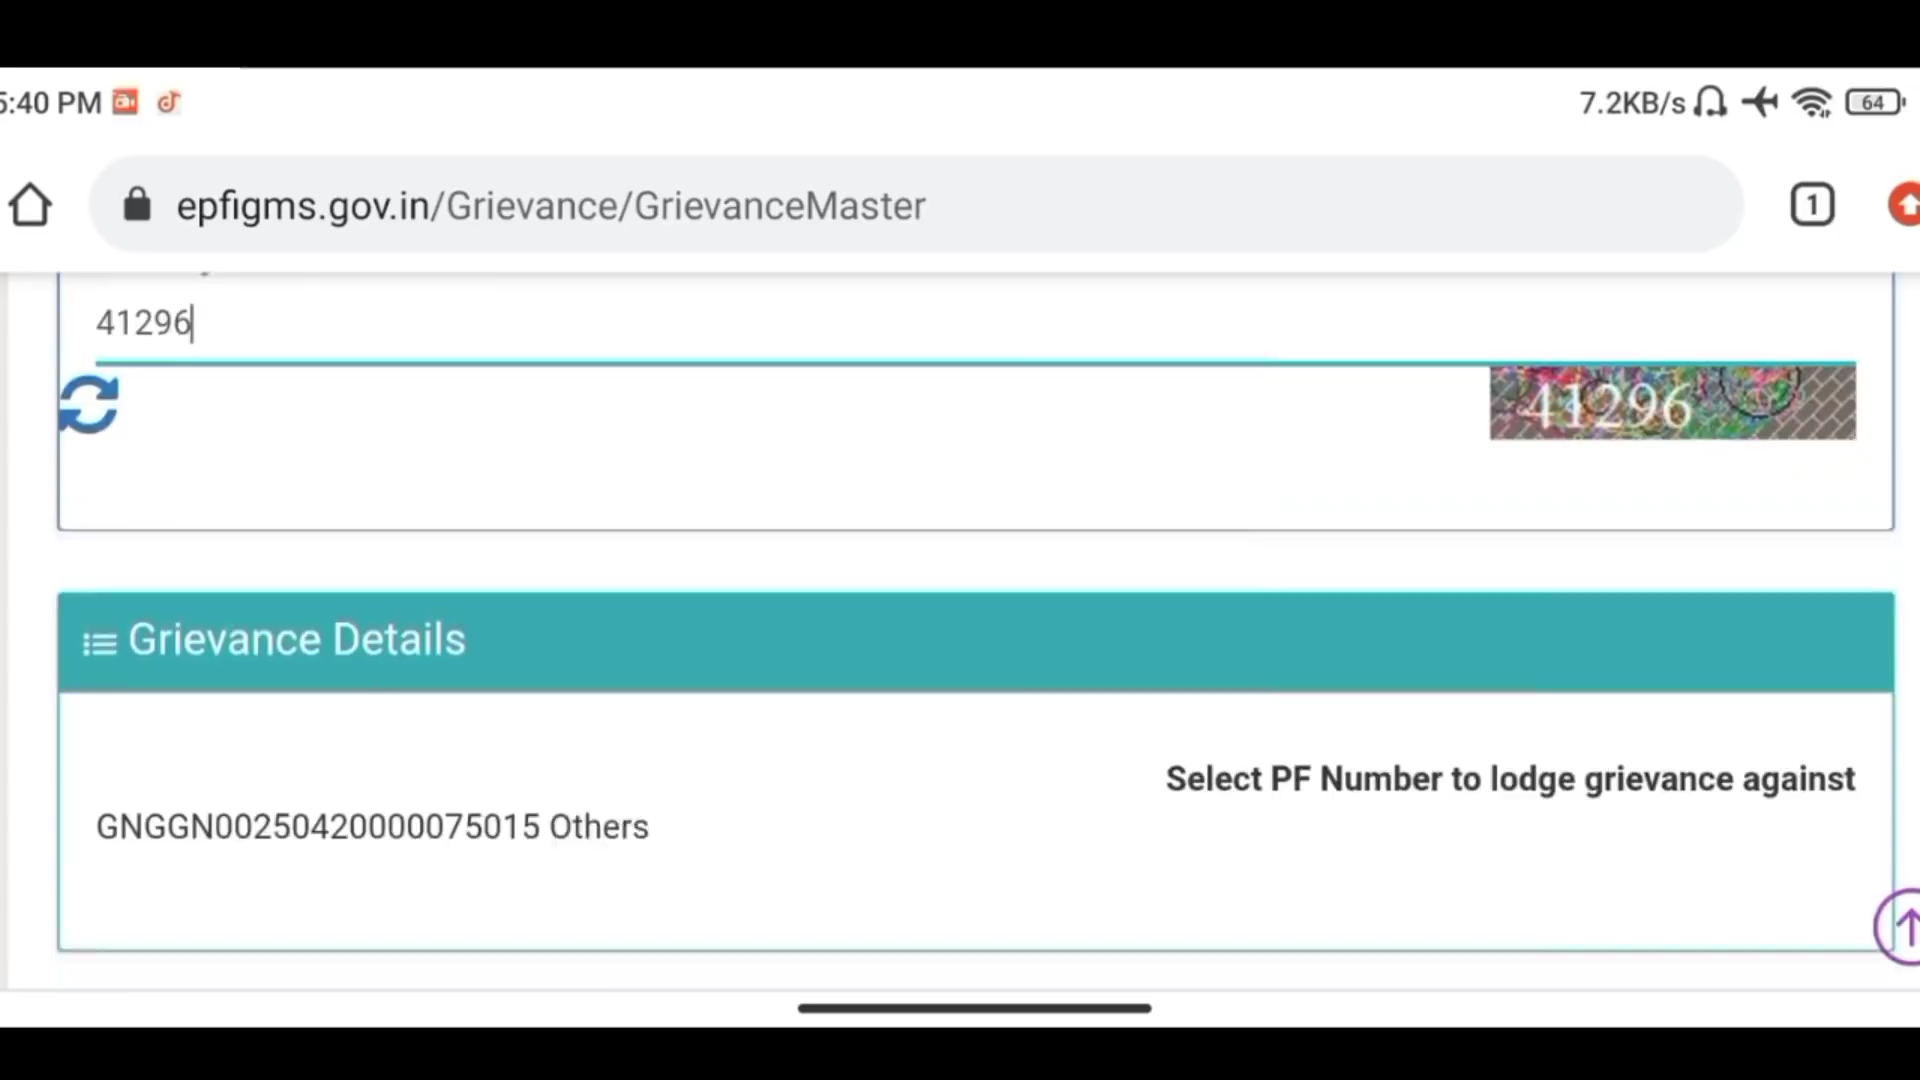 5:40 PM
7.2KB/s
64
epfigms.gov.in/Grievance/GrievanceMaster
1
41296
41296
Grievance Details
Select PF Number to lodge grievance against
GNGGN00250420000075015 Others